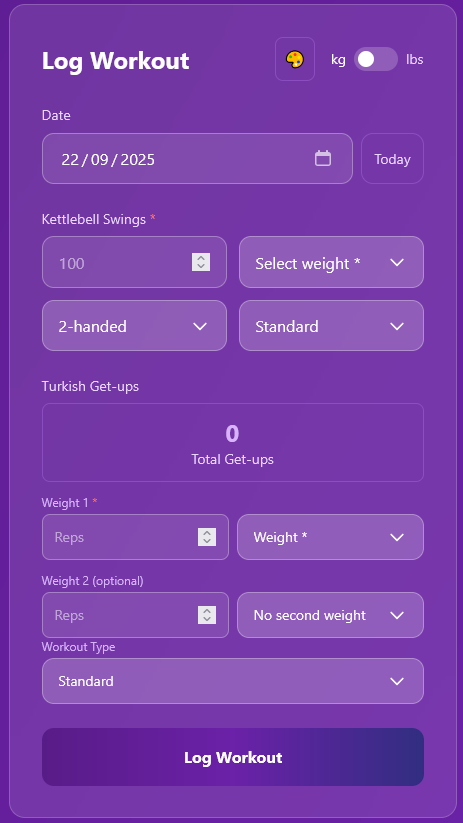 Log Workout
kg lbs
Date
22/09/2025 Today
Kettlebell Swings *
100 Select weight *
2-handed Standard
Turkish Get-ups
0
Total Get-ups
Weight 1 *
Reps Weight *
Weight 2 (optional)
Reps No second weight
Workout Type
Standard
Log Workout